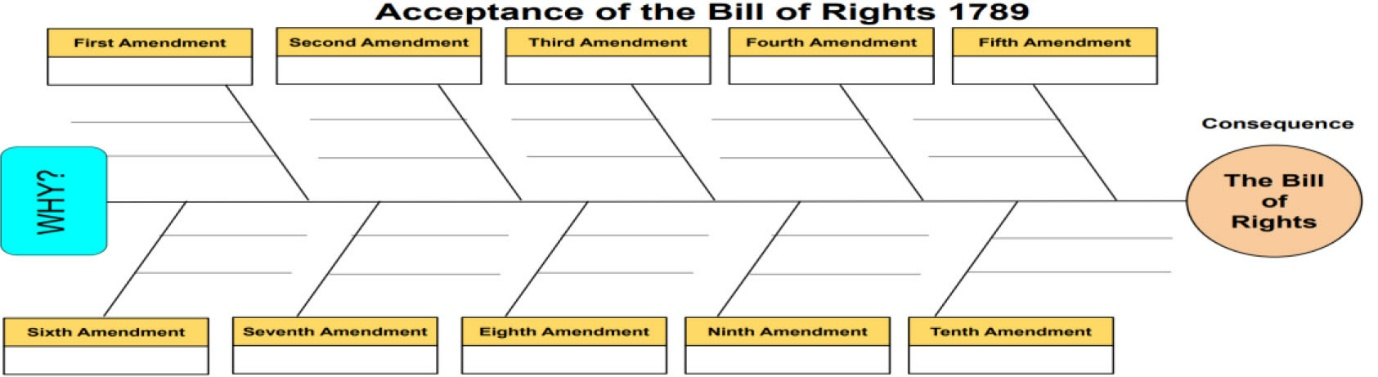 Acceptance of the Bill of Rights 1789
First Amendment
Second Amendment
Third Amendment
Fourth Amendment
Fifth Amendment
Consequence
WHY?
The Bill
of
Rights
Sixth Amendment
Seventh Amendment
Eighth Amendment
Ninth Amendment
Tenth Amendment